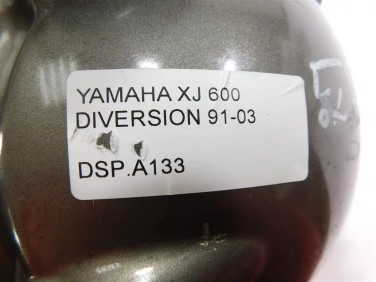 YAMAHA XJ 600
DIVERSION 91-03
DSP.A133